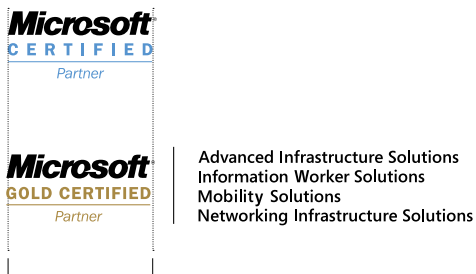 Microsoft
CERTIFIED
Partner
Microsoft
GOLD CERTIFIED
Partner
Advanced Infrastructure Solutions
Information Worker Solutions
Mobility Solutions
Networking Infrastructure Solutions